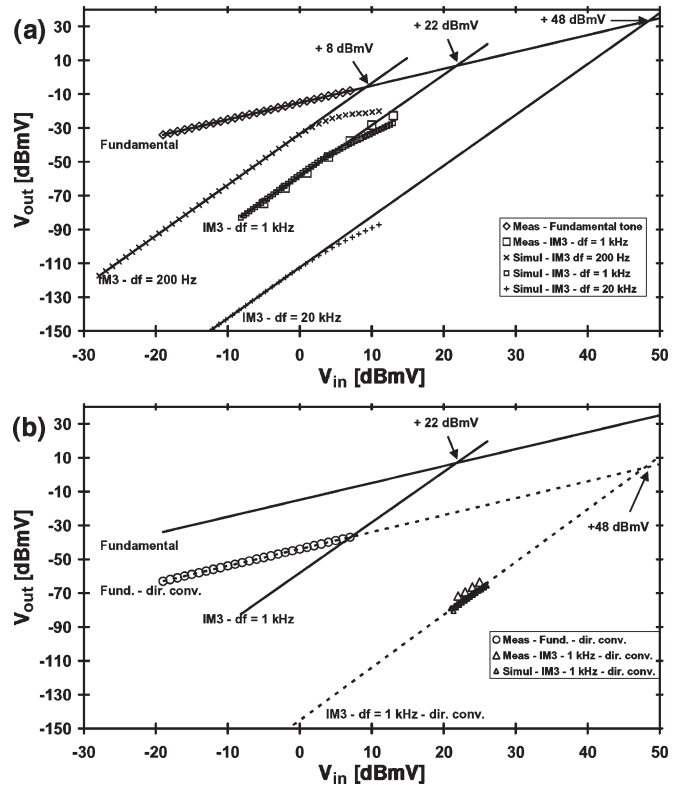 (a)
30
10
-10
-30
-50
-70
-90
-110
-130
-150
Vout [dBmV]
+ 8 dBmV
+ 22 dBmV
+ 48 dBmV
Fundamental
IM3 - df = 1 kHz
IM3 - df = 200 Hz
IM3 - df = 20 kHz
Meas - Fundamental tone
Meas - IM3 - df = 1 kHz
Simul - IM3 df = 200 Hz
Simul - IM3 - df = 1 kHz
Simul - IM3 - df = 20 kHz
-30 -20 -10 0 10 20 30 40 50
Vin [dBmV]
(b)
30
10
-10
-30
-50
-70
-90
-110
-130
-150
Vout [dBmV]
+ 22 dBmV
+48 dBmV
Fundamental
Fund. - dir. conv.
IM3 - df = 1 kHz
IM3 - df = 1 kHz - dir. conv.
Meas - Fund. - dir. conv.
Meas - IM3 - 1 kHz - dir. conv.
Simul - IM3 - 1 kHz - dir. conv.
-30 -20 -10 0 10 20 30 40 50
Vin [dBmV]